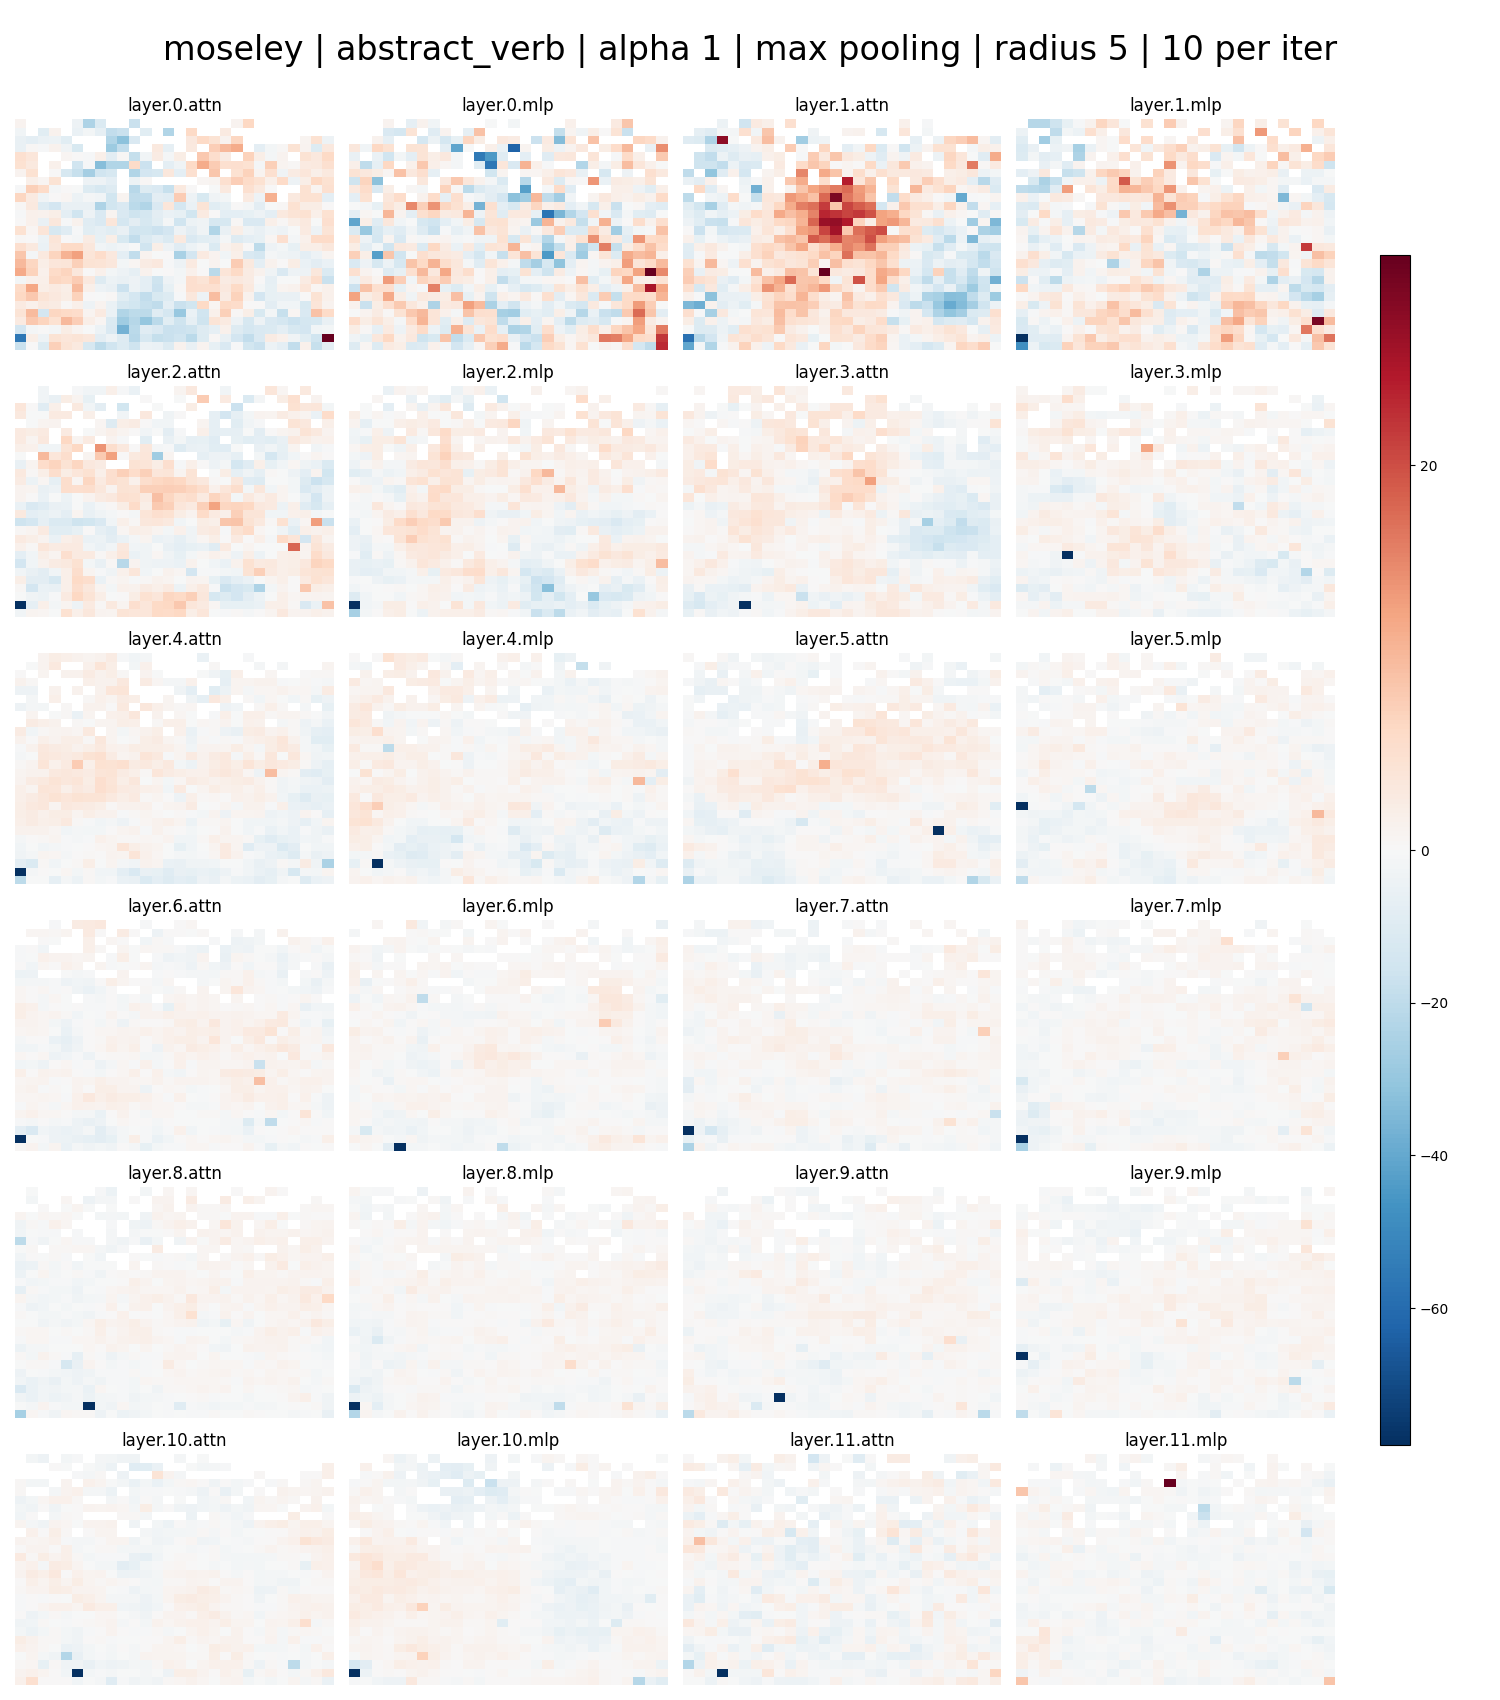 moseley | abstract_verb | alpha 1 | max pooling | radius 5 | 10 per iter
layer.0.attn layer.0.mlp layer.1.attn layer.1.mlp
layer.2.attn layer.2.mlp layer.3.attn layer.3.mlp
20
layer.4.attn layer.4.mlp layer.5.attn layer.5.mlp
0
layer.6.attn layer.6.mlp layer.7.attn layer.7.mlp
−20
−40
layer.8.attn layer.8.mlp layer.9.attn layer.9.mlp
−60
layer.10.attn layer.10.mlp layer.11.attn layer.11.mlp